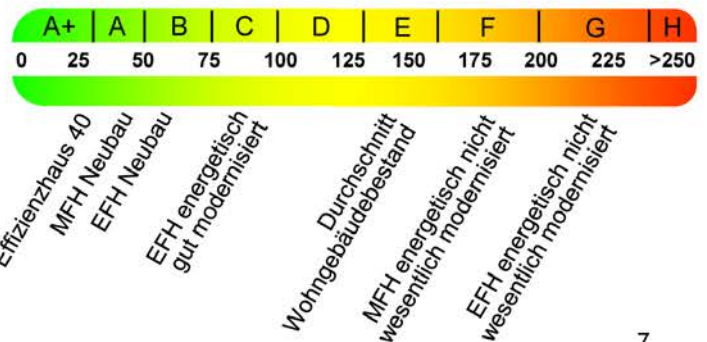 A+ A B C D E F G H
0 25 50 75 100 125 150 175 200 225 >250
Effizienzhaus 40
MFH Neubau
EFH Neubau
EFH energetisch
gut modernisiert
Durchschnitt
Wohngebäudebestand
MFH energetisch nicht
wesentlich modernisiert
EFH energetisch nicht
wesentlich modernisiert
7